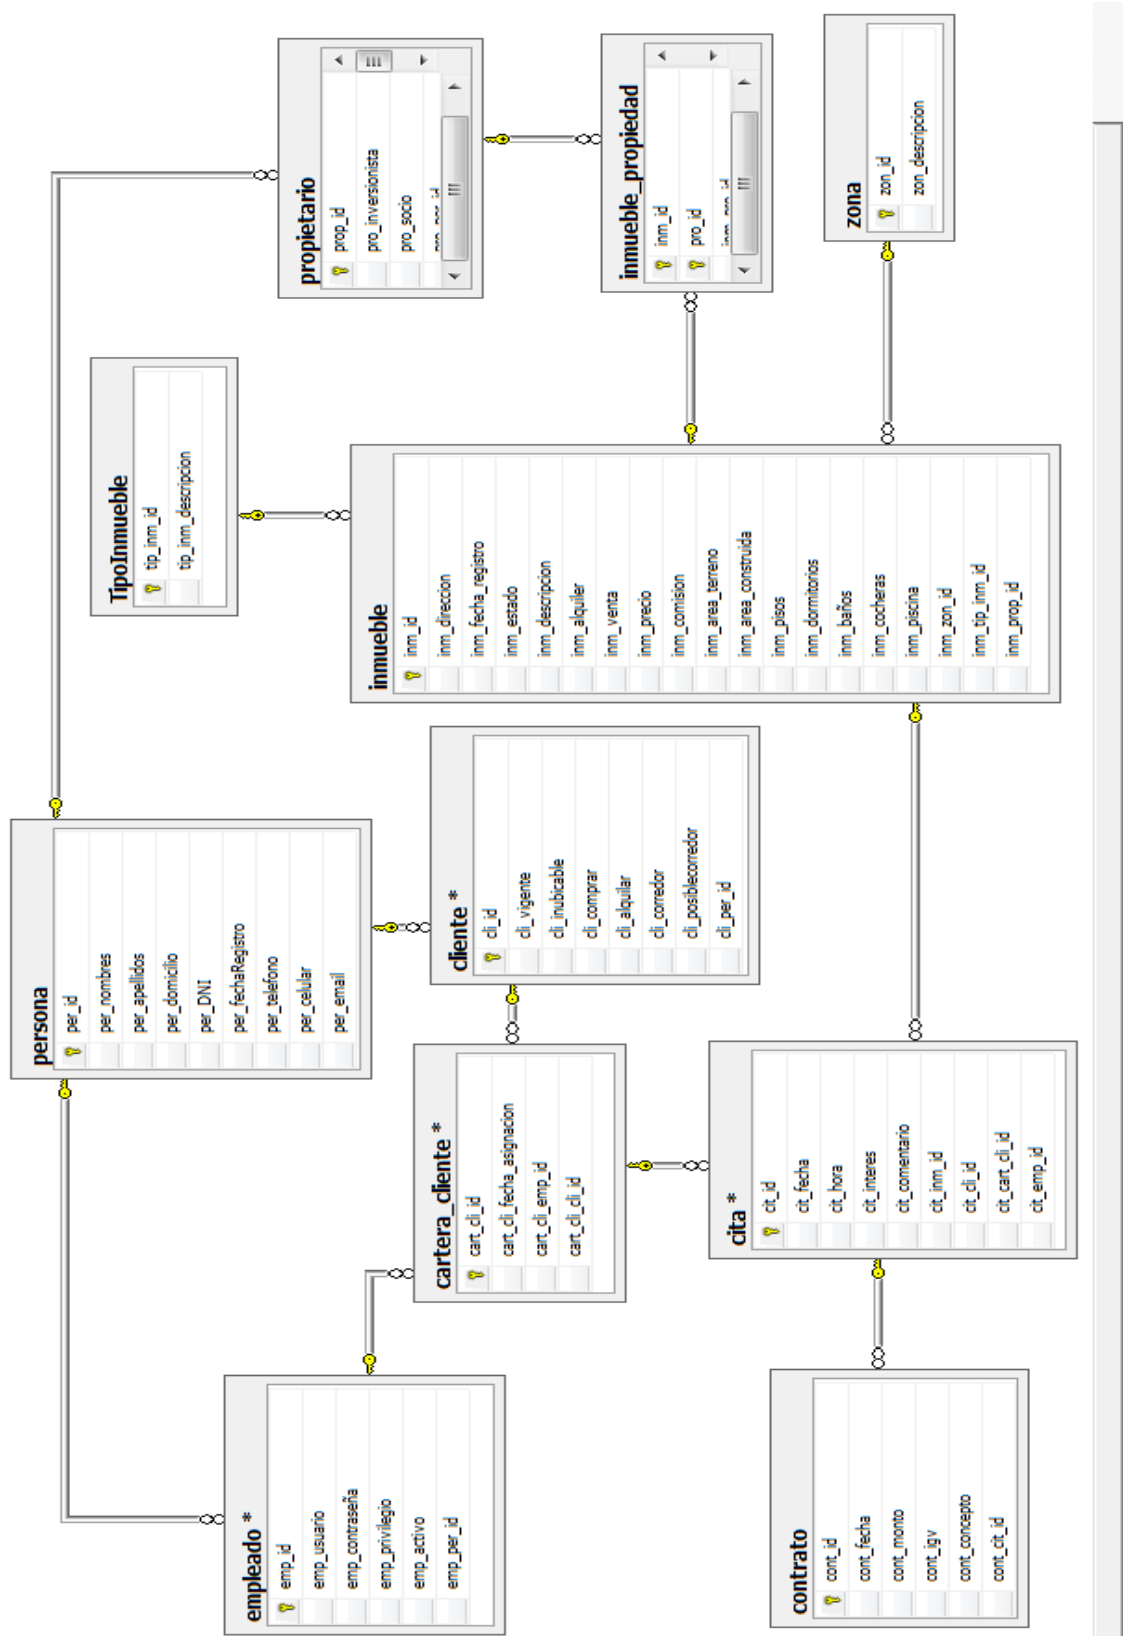 empleado *
emp_id
emp_usuario
emp_contraseña
emp_privilegio
emp_activo
emp_per_id
contrato
cont_id
cont_fecha
cont_monto
cont_igv
cont_concepto
cont_cit_id
persona
per_id
per_nombres
per_apellidos
per_domicilio
per_DNI
per_fechaRegistro
per_telefono
per_celular
per_email
cartera_cliente *
cart_cli_id
cart_cli_fecha_asignacion
cart_cli_emp_id
cart_cli_cli_id
cita *
cit_id
cit_fecha
cit_hora
cit_interes
cit_comentario
cit_inm_id
cit_cli_id
cit_cart_cli_id
cit_emp_id
cliente *
cli_id
cli_vigente
cli_inubicable
cli_comprar
cli_alquilar
cli_corredor
cli_posiblecorredor
cli_per_id
TipoInmueble
tip_inm_id
tip_inm_descripcion
inmueble
inm_id
inm_direccion
inm_fecha_registro
inm_estado
inm_descripcion
inm_alquiler
inm_venta
inm_precio
inm_comision
inm_area_terreno
inm_area_construida
inm_pisos
inm_dormitorios
inm_baños
inm_cocheras
inm_piscina
inm_zon_id
inm_tip_inm_id
inm_prop_id
propietario
prop_id
pro_inversionista
pro_socio
pro_per_id
inmueble_propiedad
inm_id
pro_id
inm_pro_id
zona
zon_id
zon_descripcion